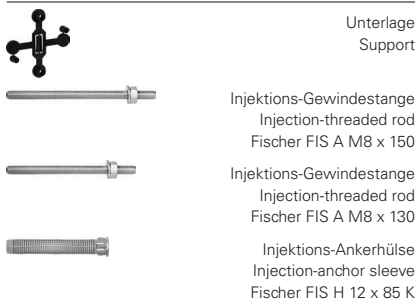 Unterlage
Support
Injektions-Gewindestange
Injection-threaded rod
Fischer FIS A M8 x 150
Injektions-Gewindestange
Injection-threaded rod
Fischer FIS A M8 x 130
Injektions-Ankerhülse
Injection-anchor sleeve
Fischer FIS H 12 x 85 K